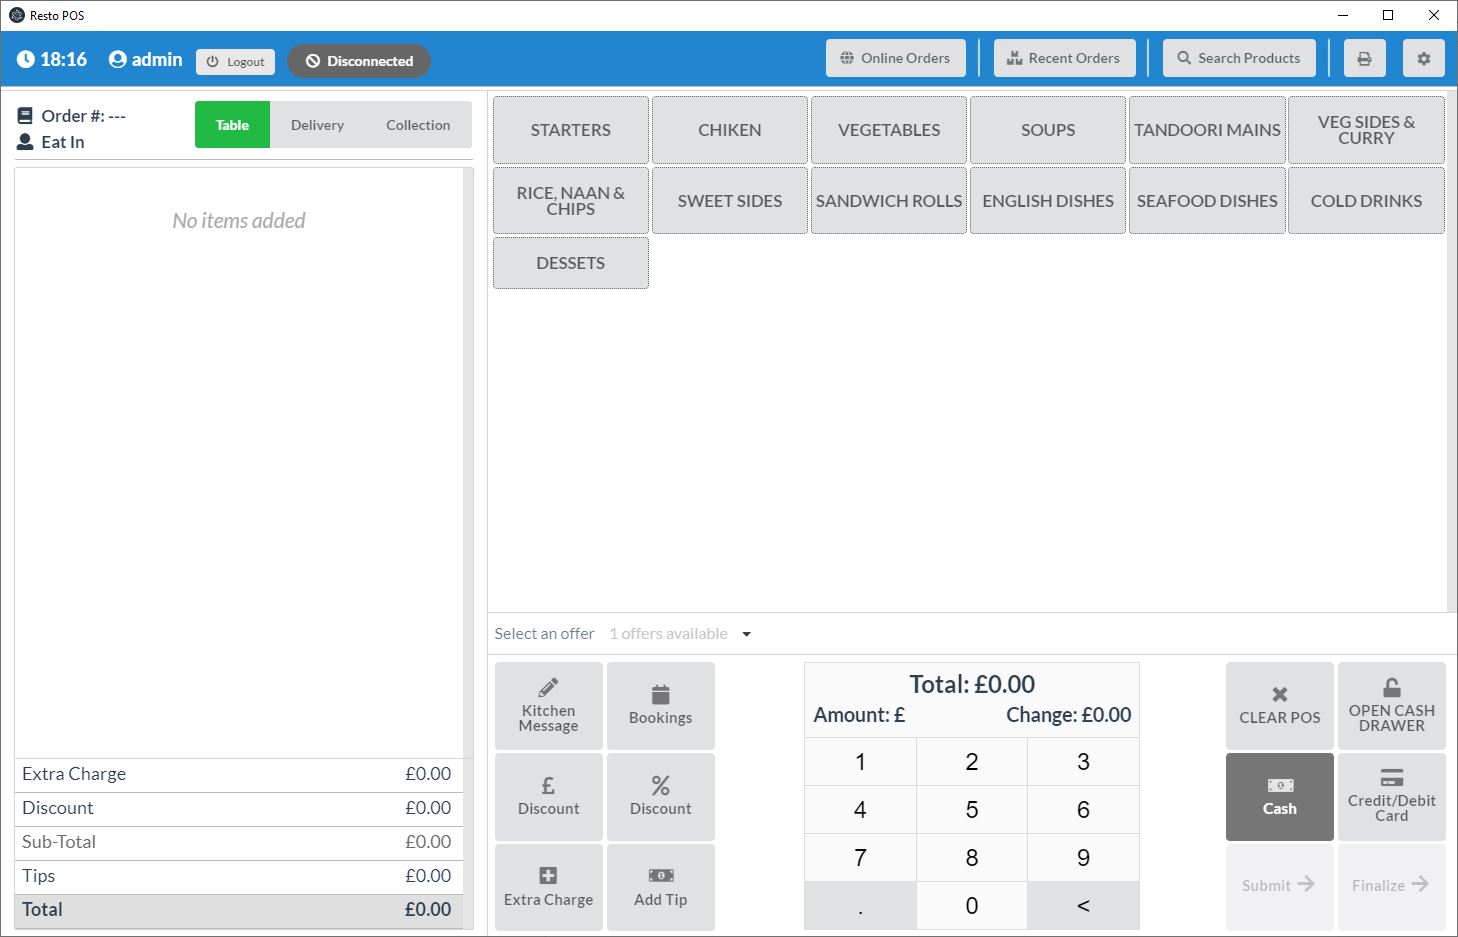 Resto POS
18:16
admin
Logout
Disconnected
Online Orders
Recent Orders
Search Products
Order #: ---
Eat In
Table
Delivery
Collection
No items added
Extra Charge £0.00
Discount £0.00
Sub-Total £0.00
Tips £0.00
Total £0.00
STARTERS
CHIKEN
VEGETABLES
SOUPS
TANDOORI MAINS
VEG SIDES &
CURRY
RICE, NAAN &
CHIPS
SWEET SIDES
SANDWICH ROLLS
ENGLISH DISHES
SEAFOOD DISHES
COLD DRINKS
DESSETS
Select an offer 1 offers available
Kitchen
Message
Bookings
£
Discount
%
Discount
Extra Charge
Add Tip
Total: £0.00
Amount: £ Change: £0.00
1 2 3
4 5 6
7 8 9
. 0 <
CLEAR POS
OPEN CASH
DRAWER
Cash
Credit/Debit
Card
Submit
Finalize